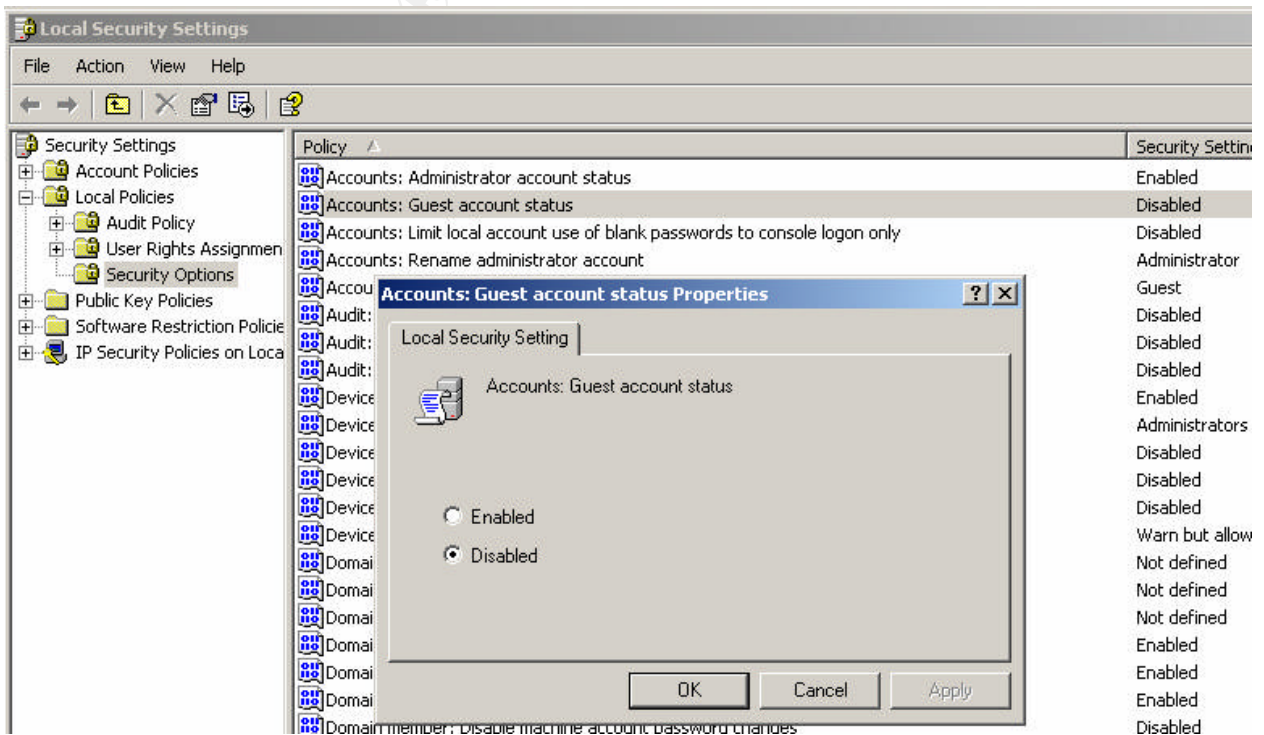 Local Security Settings
File Action View Help
Security Settings
Account Policies
Local Policies
Audit Policy
User Rights Assignmen
Security Options
Public Key Policies
Software Restriction Policie
IP Security Policies on Loca
Policy Security Settin
Accounts: Administrator account status Enabled
Accounts: Guest account status Disabled
Accounts: Limit local account use of blank passwords to console logon only Disabled
Accounts: Rename administrator account Administrator
Accou Guest
Audit: Disabled
Audit: Disabled
Audit: Disabled
Device Enabled
Device Administrators
Device Disabled
Device Disabled
Device Disabled
Device Warn but allow
Domai Not defined
Domai Not defined
Domai Not defined
Domai Enabled
Domai Enabled
Domai Enabled
Domain member: Disable machine account password changes Disabled
Accounts: Guest account status Properties
Local Security Setting
Accounts: Guest account status
Enabled
Disabled
OK Cancel Apply